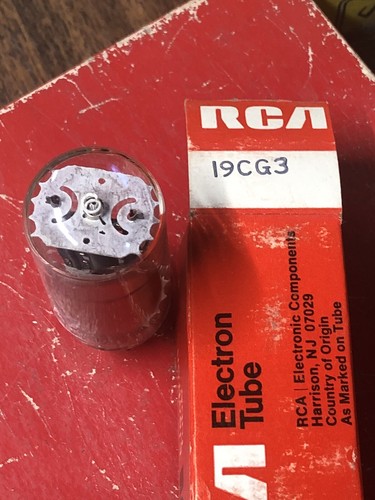 RCA
19CG3
Electron
Tube
RCA | Electronic Components
Harrison, NJ 07029
Country of Origin
As Marked on Tube